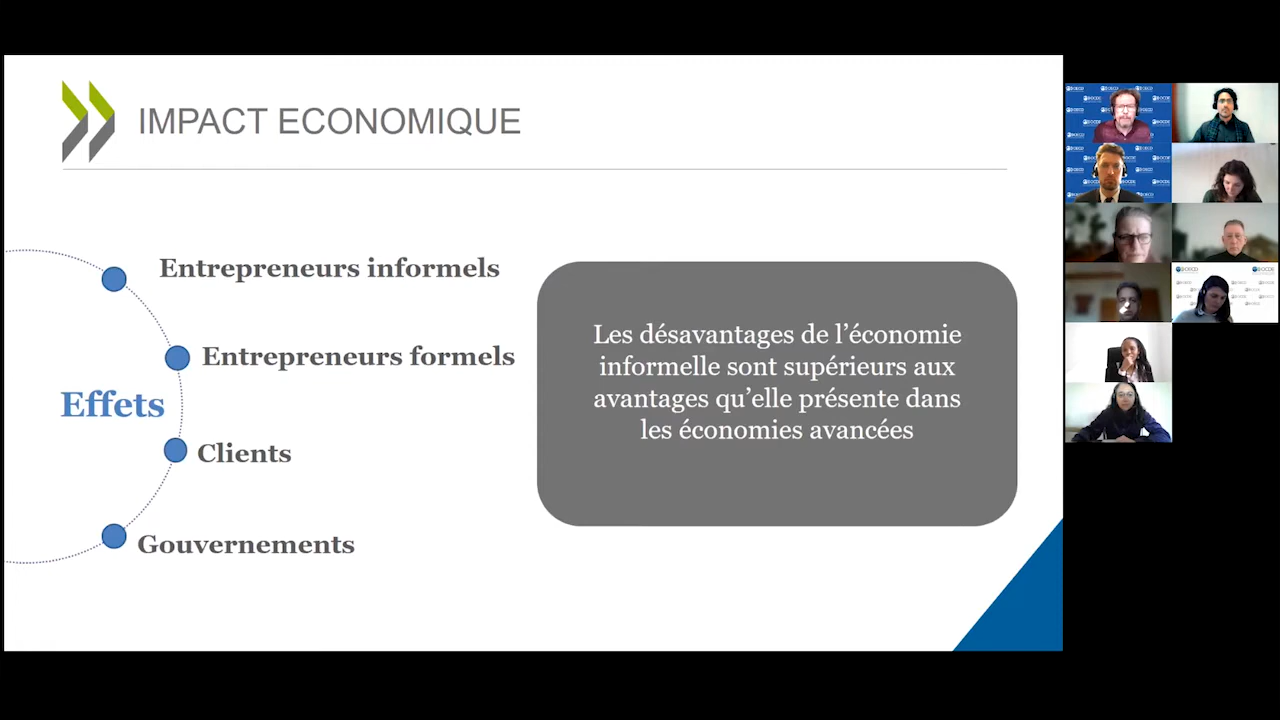 IMPACT ECONOMIQUE
Entrepreneurs informels
Entrepreneurs formels
Effets
Clients
Gouvernements
Les désavantages de l’économie
informelle sont supérieurs aux
avantages qu’elle présente dans
les économies avancées